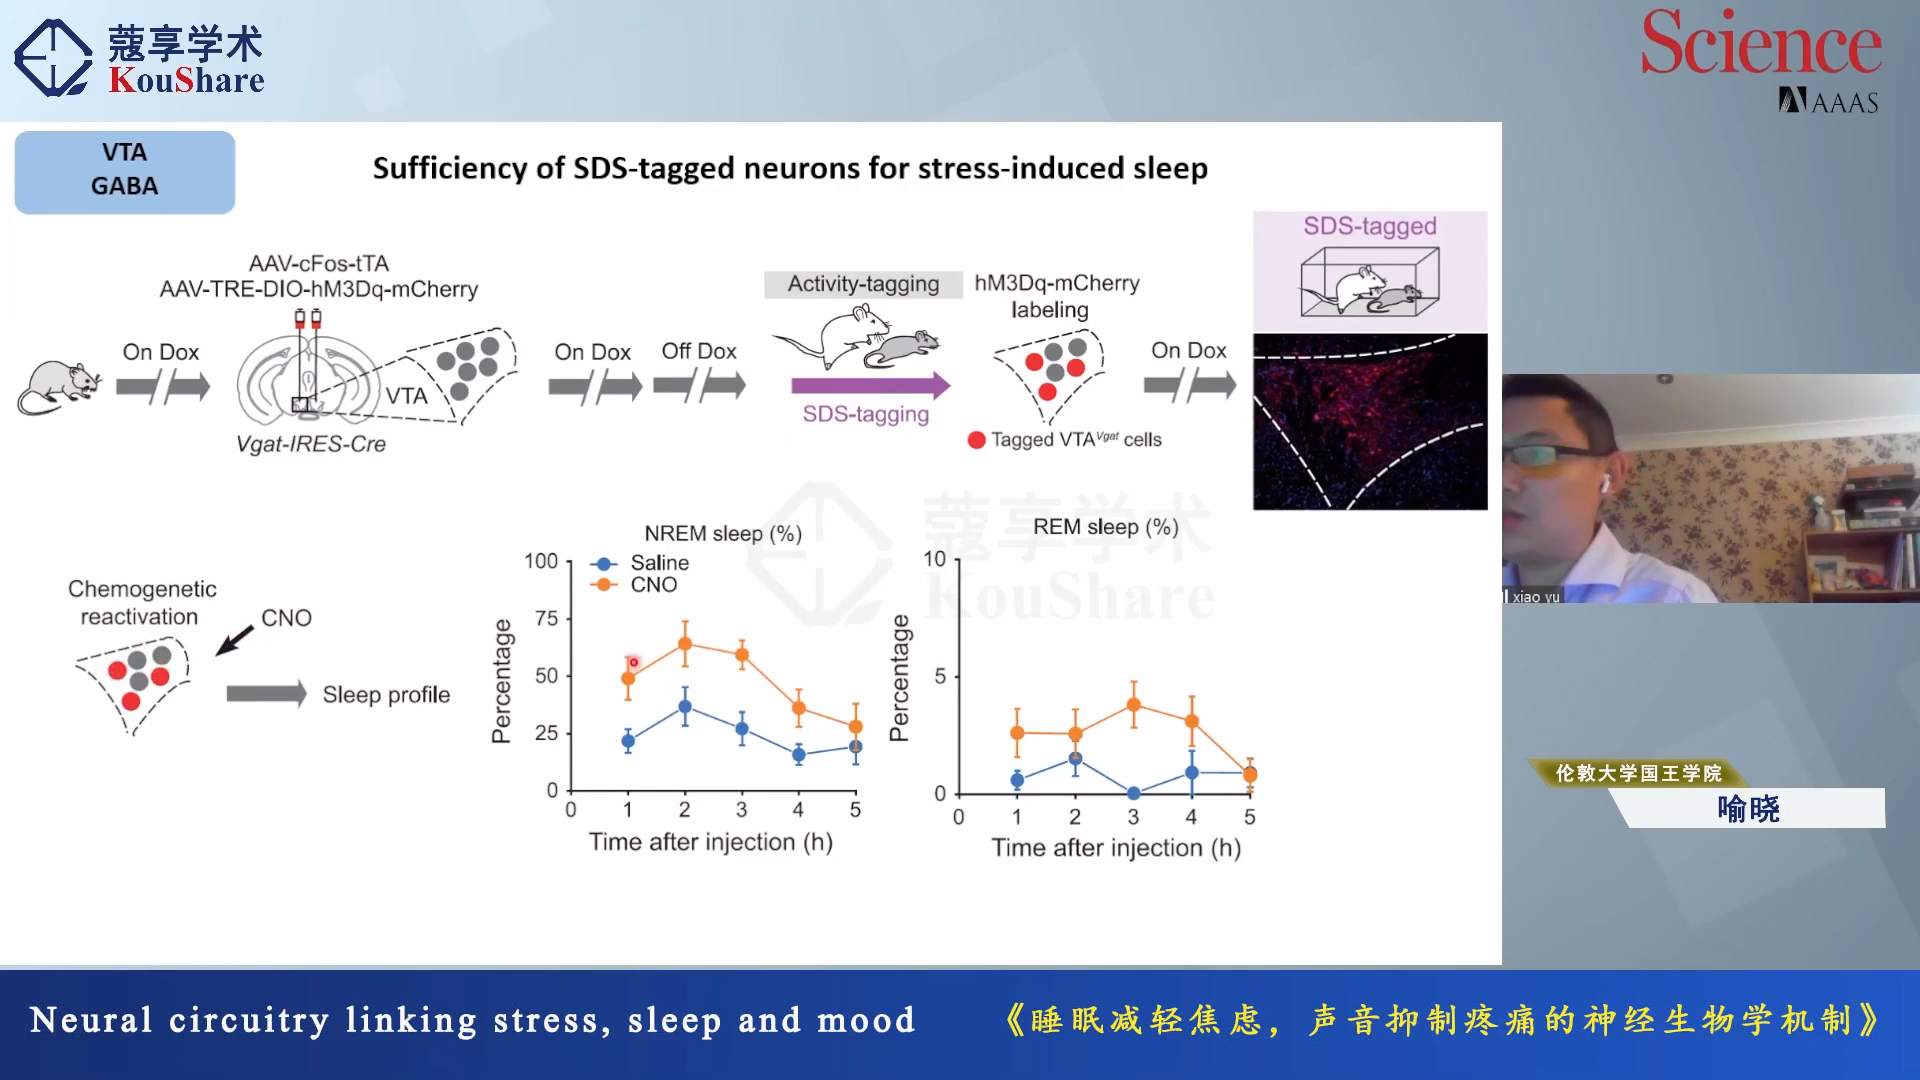 蔻享学术
KouShare
Science
AAAS
VTA
GABA
Sufficiency of SDS-tagged neurons for stress-induced sleep
AAV-cFos-tTA
AAV-TRE-DIO-hM3Dq-mCherry
On Dox
VTA
Vgat-IRES-Cre
On Dox
Off Dox
Activity-tagging
SDS-tagging
hM3Dq-mCherry
labeling
Tagged VTAVgat cells
On Dox
SDS-tagged
Chemogenetic
reactivation
CNO
Sleep profile
NREM sleep (%)
Saline
CNO
Percentage
100
75
50
25
0
0 1 2 3 4 5
Time after injection (h)
REM sleep (%)
Percentage
10
5
0
0 1 2 3 4 5
Time after injection (h)
蔻享学术
KouShare
xiao yu
伦敦大学国王学院
喻晓
Neural circuitry linking stress, sleep and mood
《睡眠减轻焦虑，声音抑制疼痛的神经生物学机制》